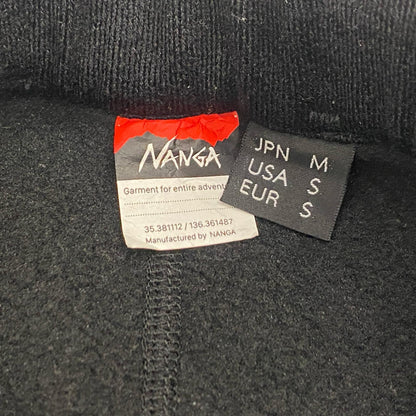 NANGA
Garment for entire advent
35.381112 / 136.361487
Manufactured by NANGA
JPN M
USA S
EUR S